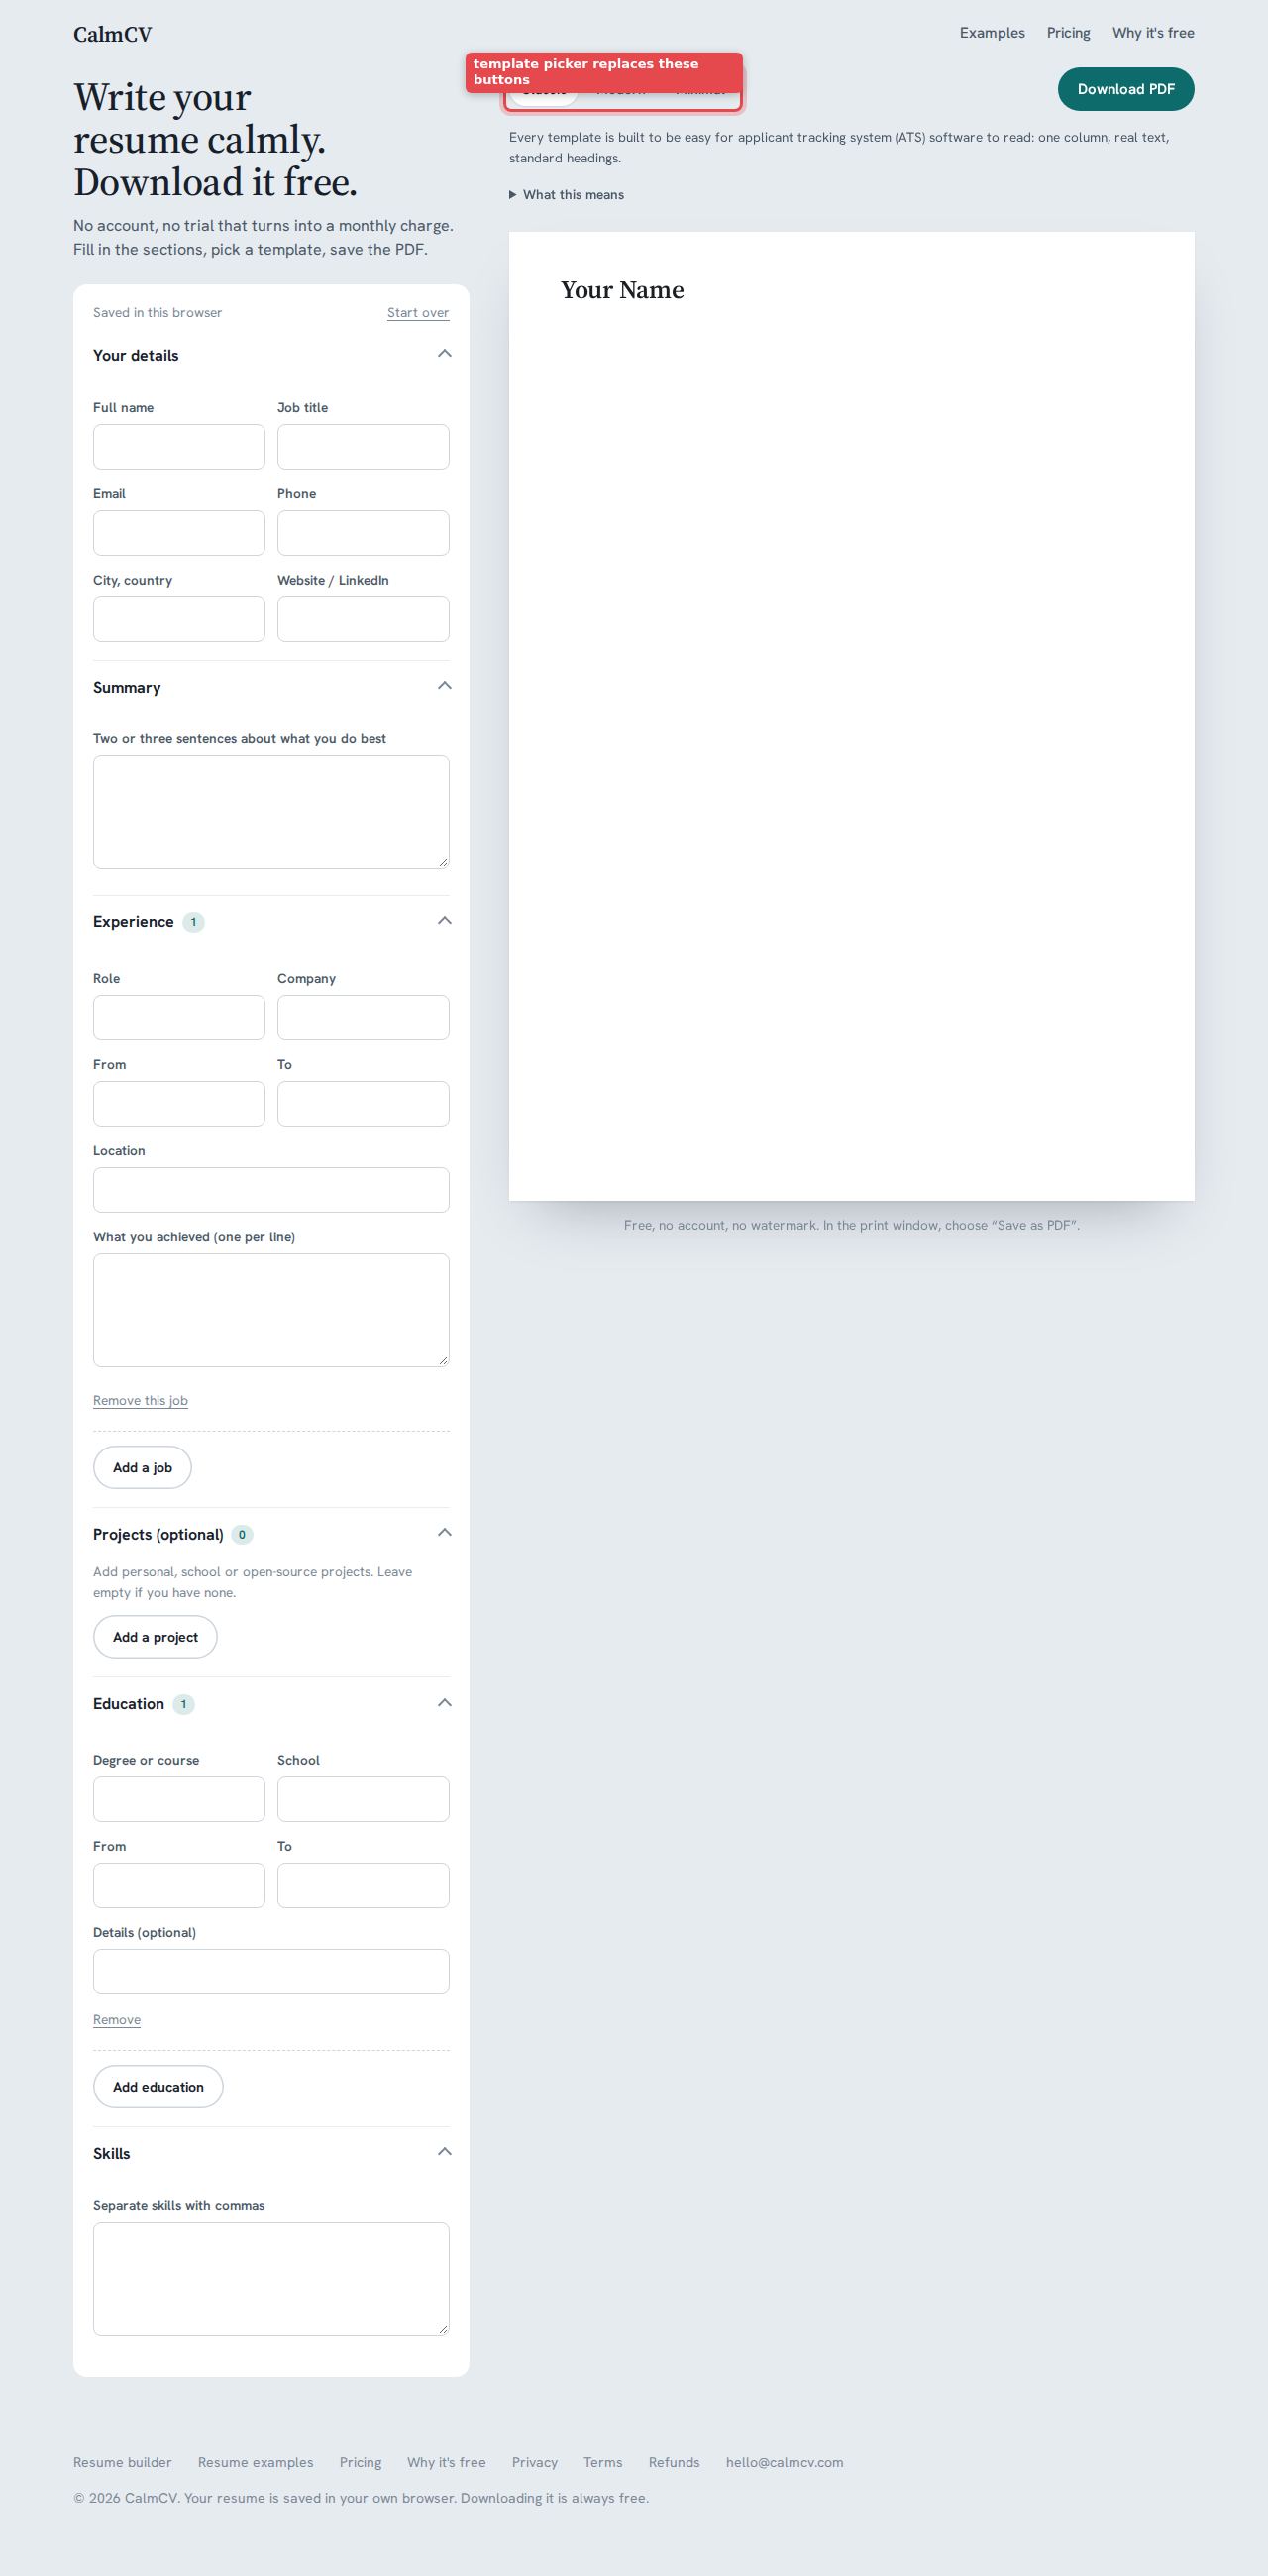 CalmCV
Examples
Pricing
Why it's free
template picker replaces these
buttons
Download PDF
Write your
resume calmly.
Download it free.
No account, no trial that turns into a monthly charge.
Fill in the sections, pick a template, save the PDF.
Every template is built to be easy for applicant tracking system (ATS) software to read: one column, real text,
standard headings.
What this means
Saved in this browser
Start over
Your details
Full name
Job title
Email
Phone
City, country
Website / LinkedIn
Summary
Two or three sentences about what you do best
Experience 1
Role
Company
From
To
Location
What you achieved (one per line)
Remove this job
Add a job
Projects (optional) 0
Add personal, school or open-source projects. Leave
empty if you have none.
Add a project
Education 1
Degree or course
School
From
To
Details (optional)
Remove
Add education
Skills
Separate skills with commas
Your Name
Free, no account, no watermark. In the print window, choose “Save as PDF”.
Resume builder
Resume examples
Pricing
Why it's free
Privacy
Terms
Refunds
hello@calmcv.com
© 2026 CalmCV. Your resume is saved in your own browser. Downloading it is always free.